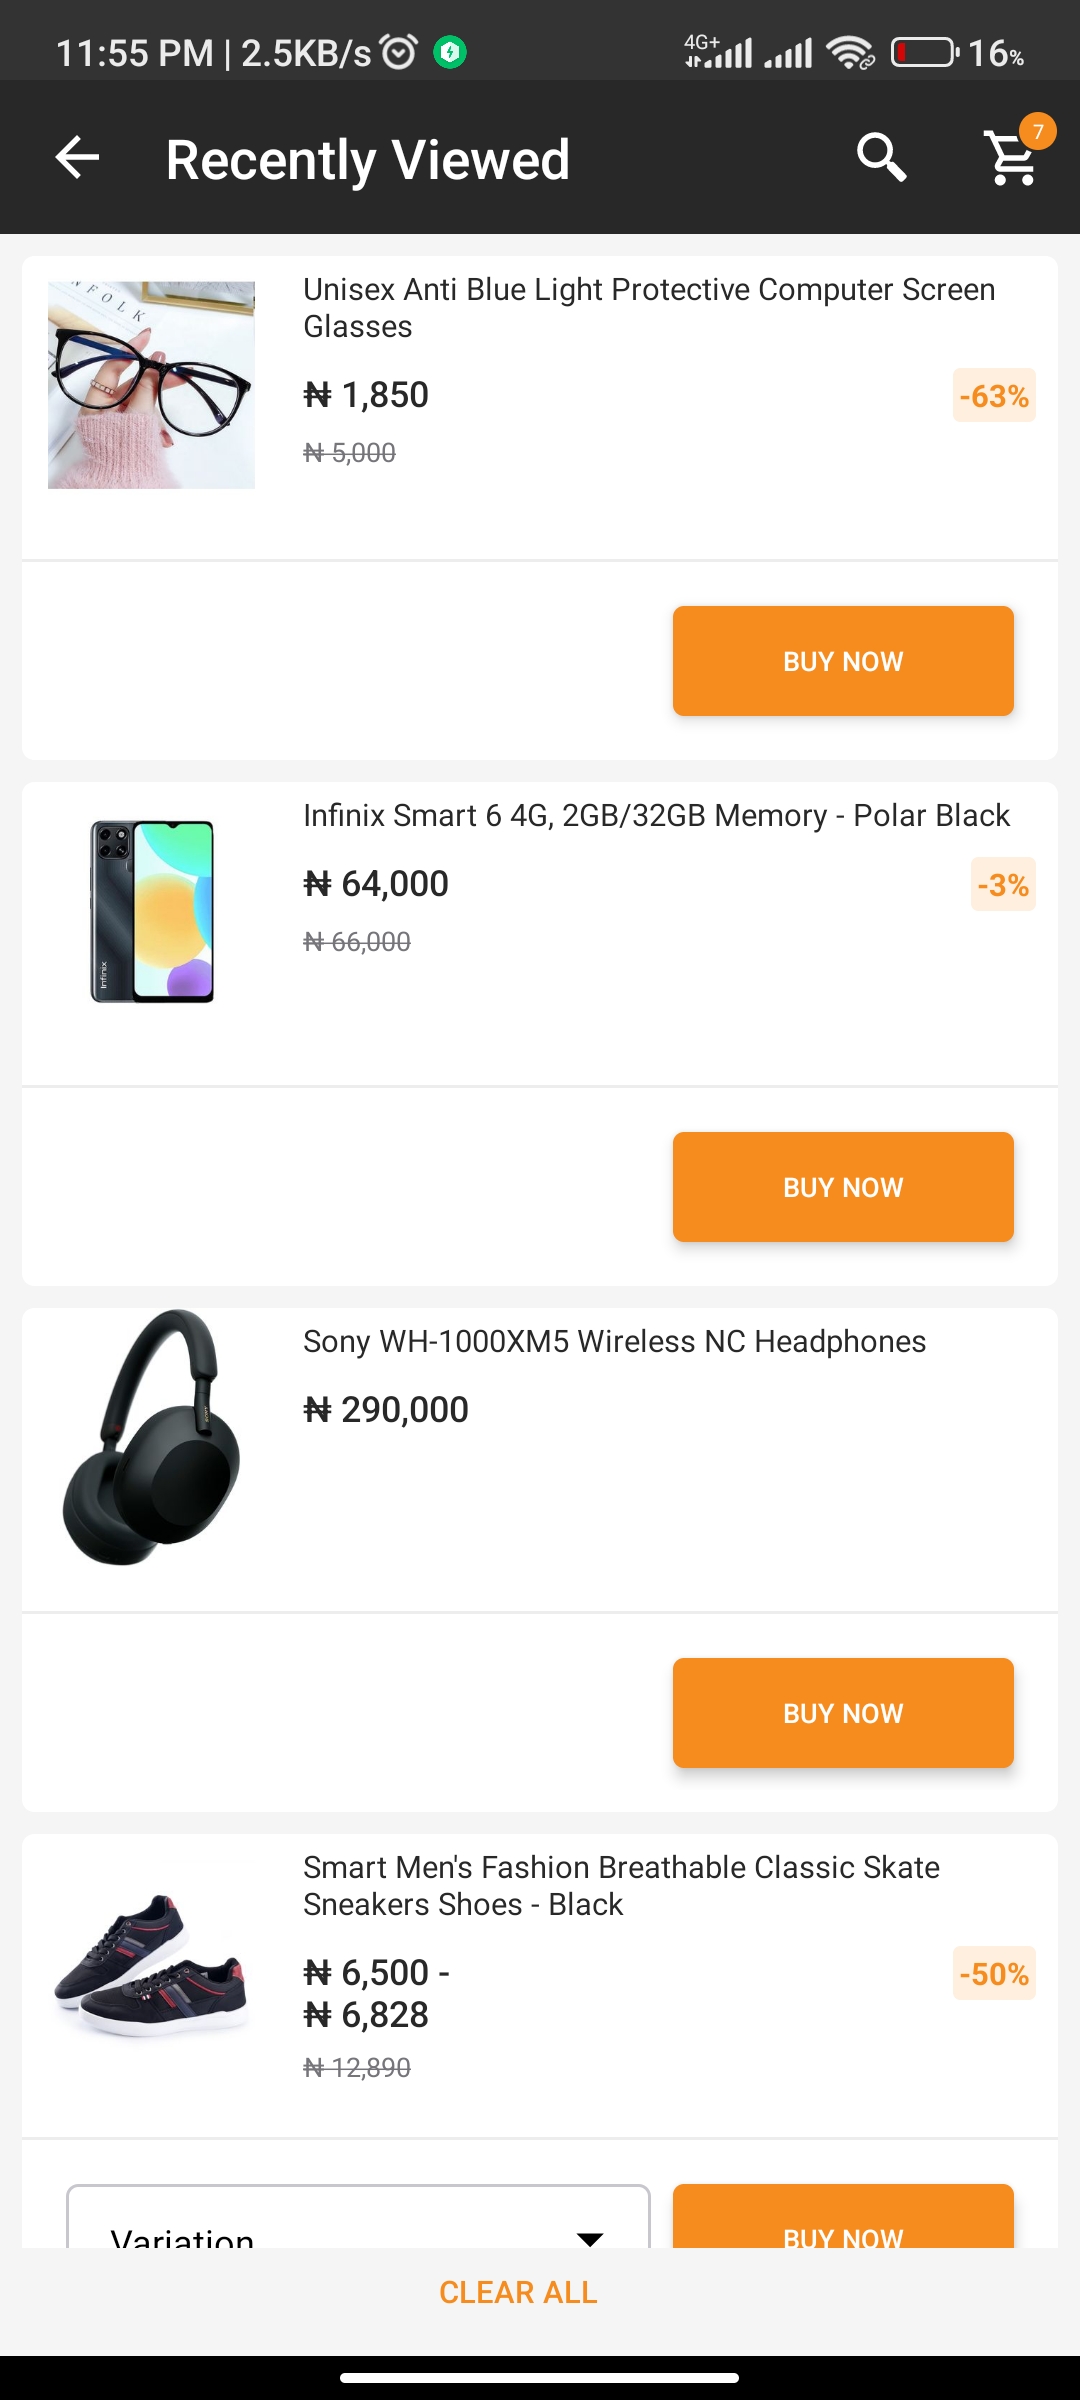 11:55 PM | 2.5KB/s
4G+
16%
Recently Viewed
7
NFOLK
Unisex Anti Blue Light Protective Computer Screen
Glasses
₦ 1,850
-63%
₦ 5,000
BUY NOW
Infinix Smart 6 4G, 2GB/32GB Memory - Polar Black
₦ 64,000
-3%
₦ 66,000
Infinix
BUY NOW
Sony WH-1000XM5 Wireless NC Headphones
₦ 290,000
SONY
BUY NOW
Smart Men's Fashion Breathable Classic Skate
Sneakers Shoes - Black
₦ 6,500 -
₦ 6,828
-50%
₦ 12,890
Variation
BUY NOW
CLEAR ALL